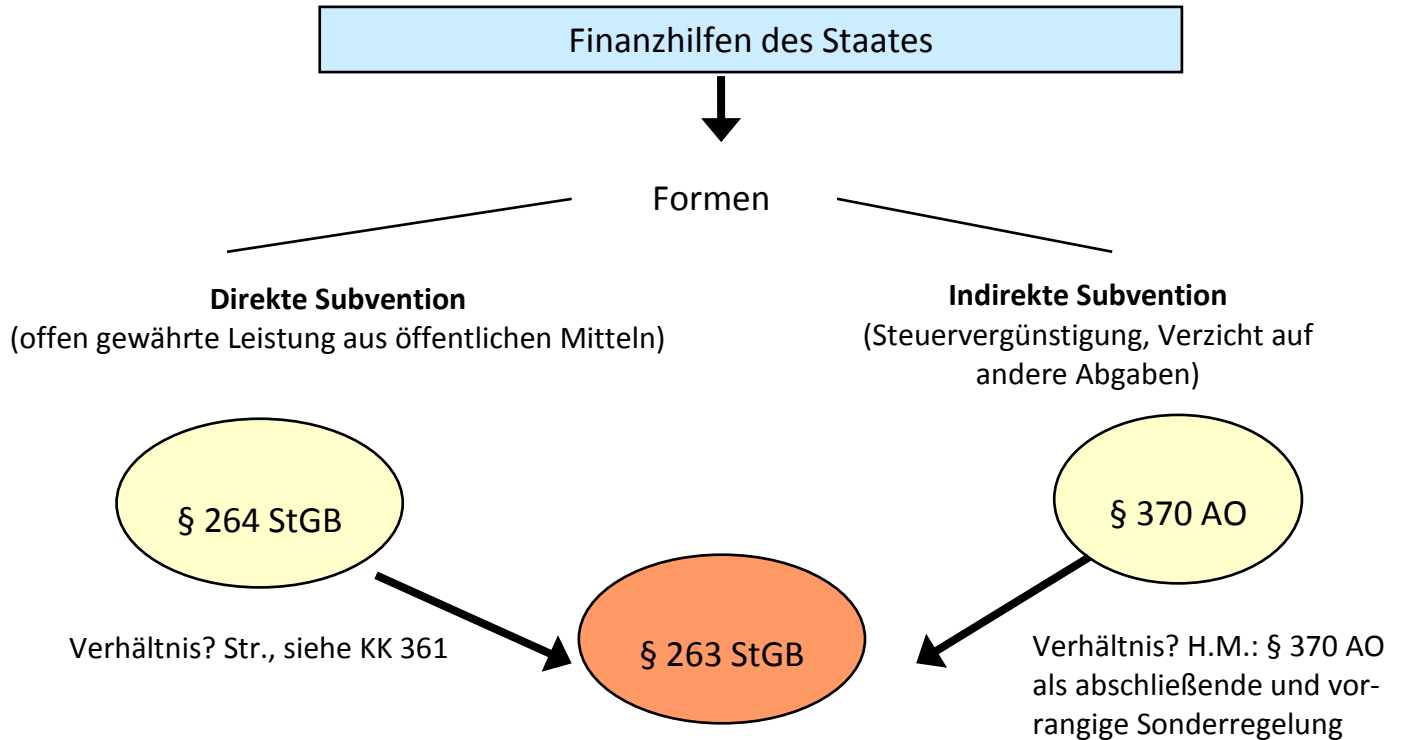 Finanzhilfen des Staates
Formen
Direkte Subvention
(offen gewährte Leistung aus öffentlichen Mitteln)
Indirekte Subvention
(Steuervergünstigung, Verzicht auf
andere Abgaben)
§ 264 StGB
§ 370 AO
§ 263 StGB
Verhältnis? Str., siehe KK 361
Verhältnis? H.M.: § 370 AO
als abschließende und vor-
rangige Sonderregelung